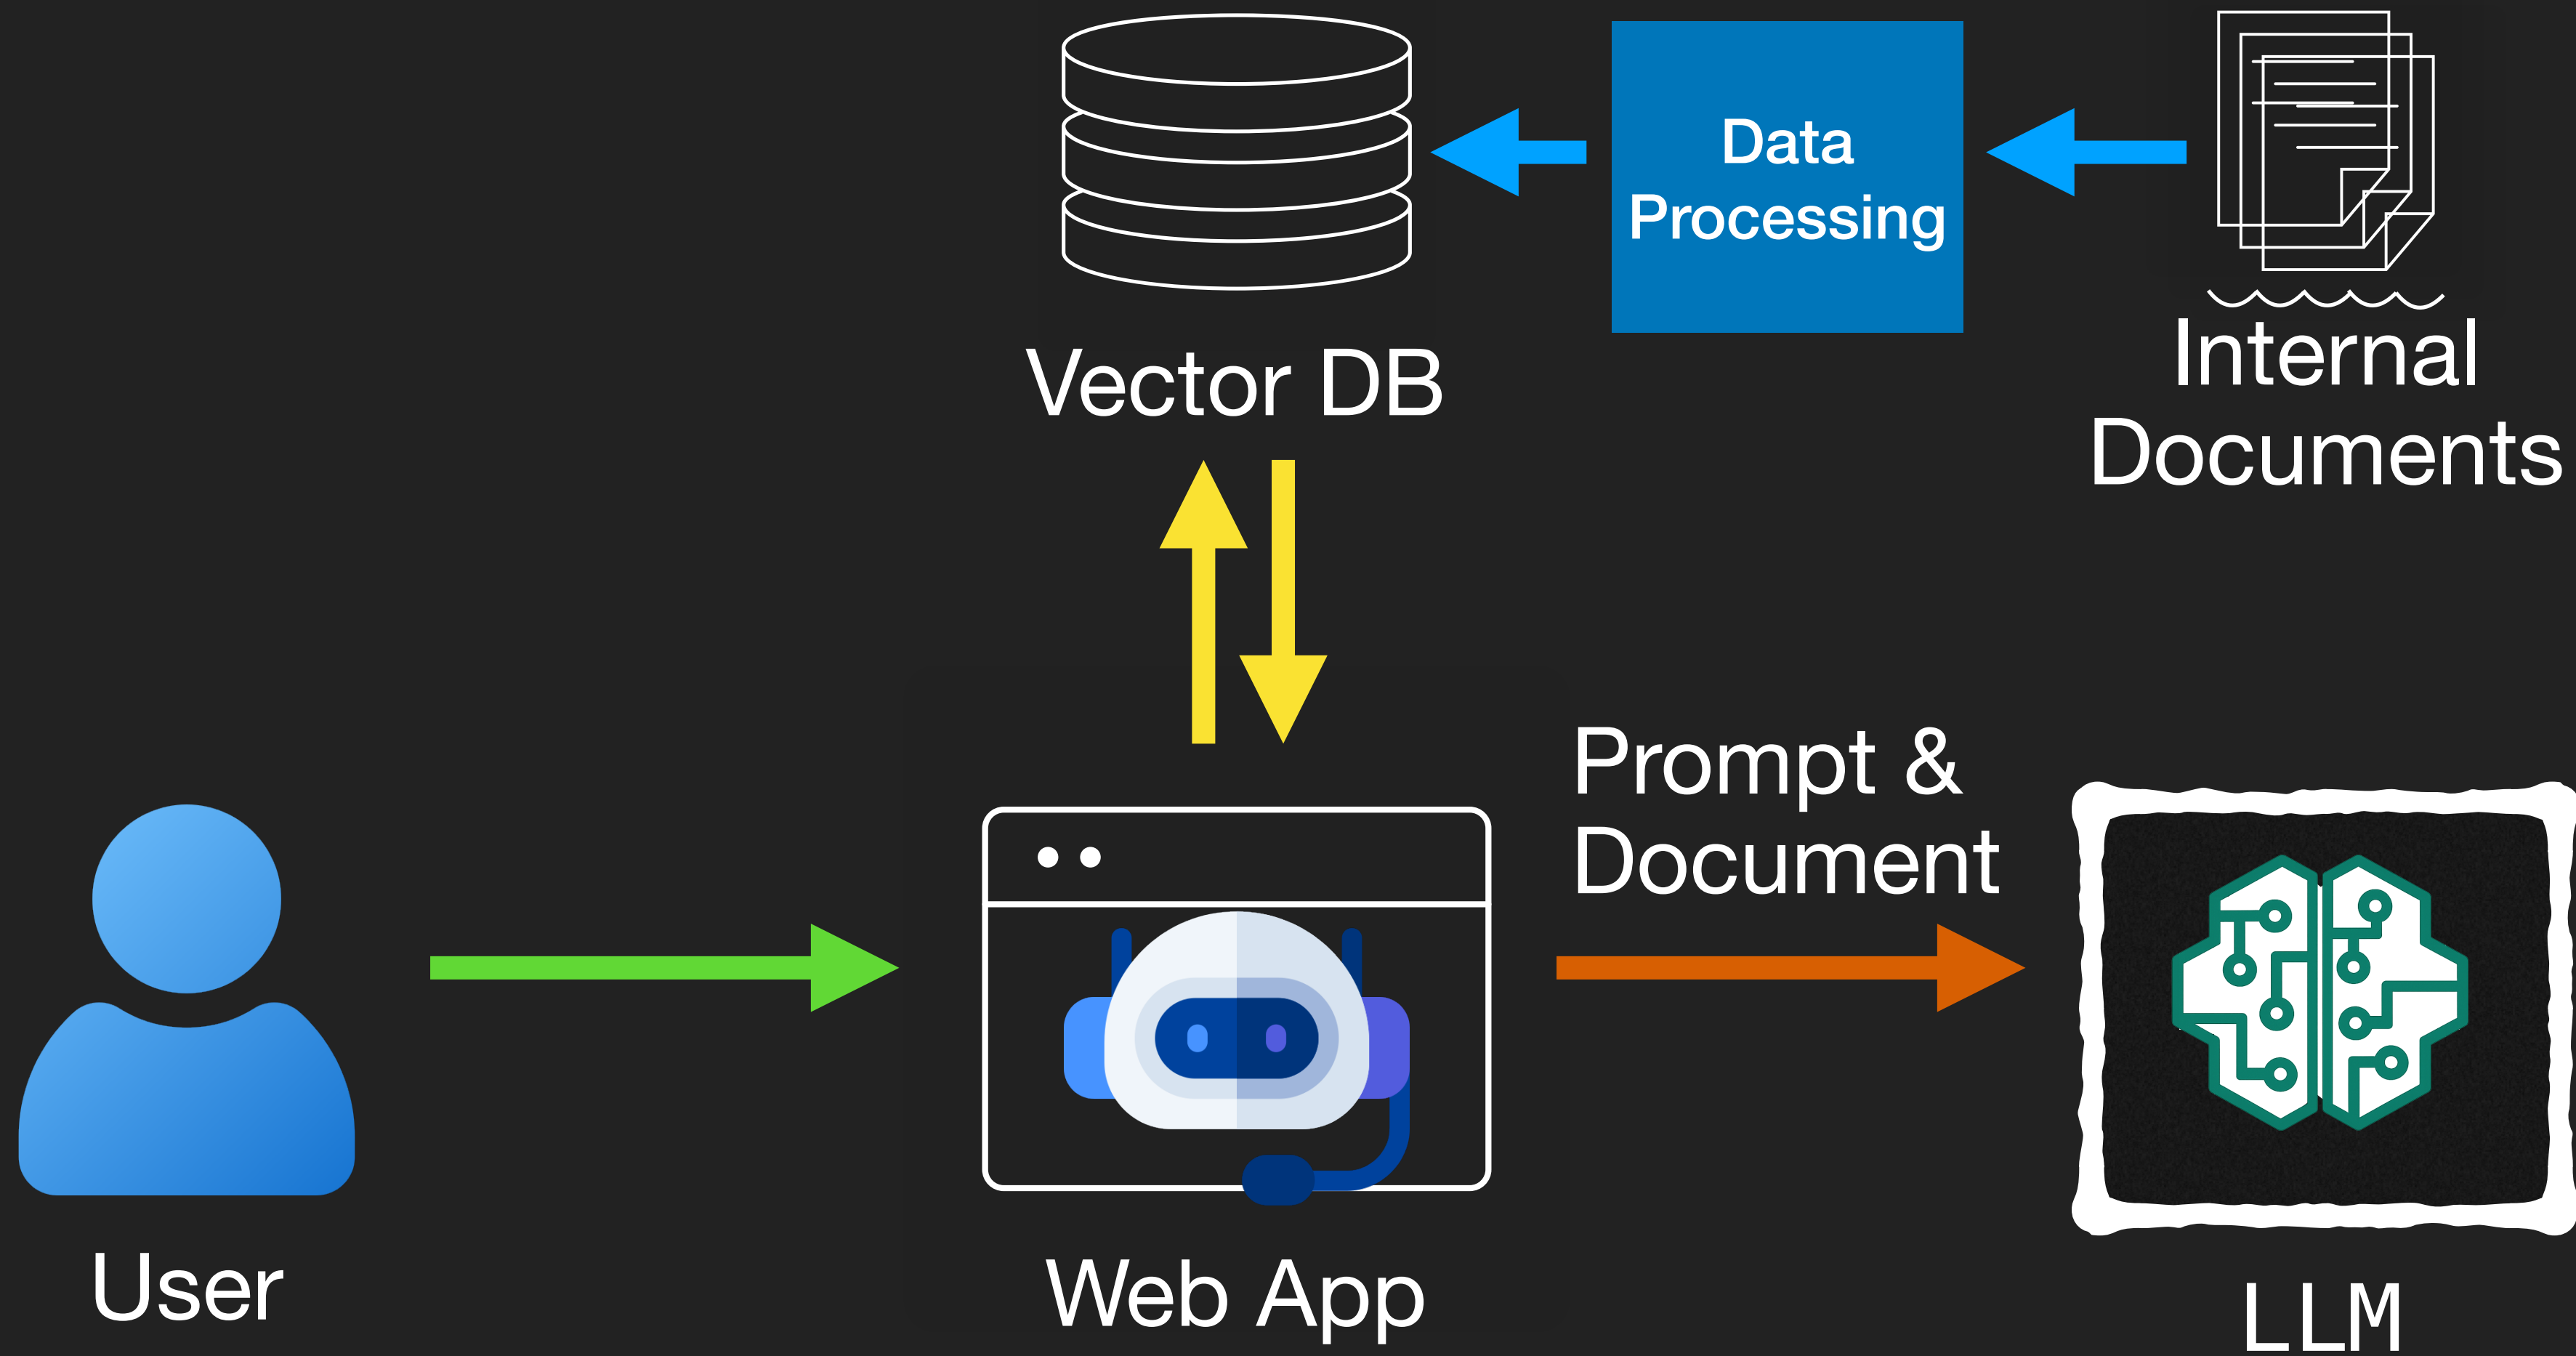 Data
Processing
Vector DB
Internal
Documents
Prompt &
Document
User
Web App
LLM